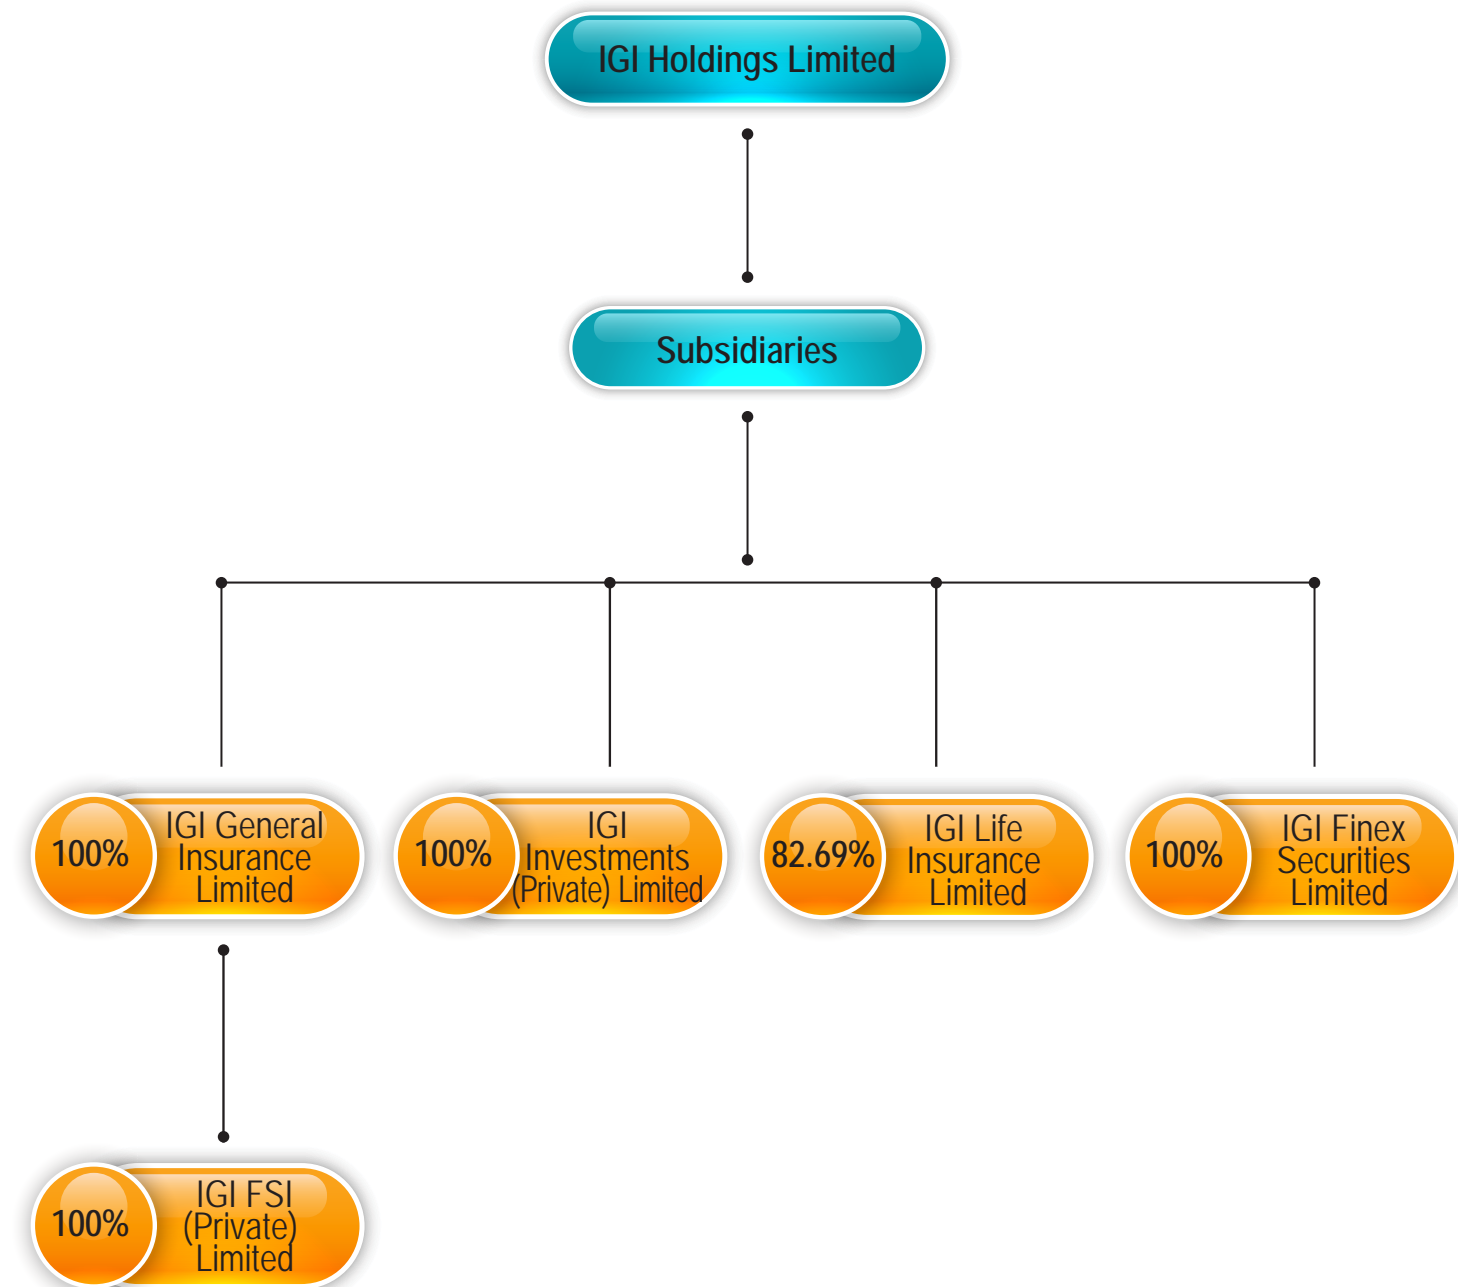 IGI Holdings Limited
Subsidiaries
100%
IGI General
Insurance
Limited
100%
IGI
Investments
(Private) Limited
82.69%
IGI Life
Insurance
Limited
100%
IGI Finex
Securities
Limited
100%
IGI FSI
(Private)
Limited